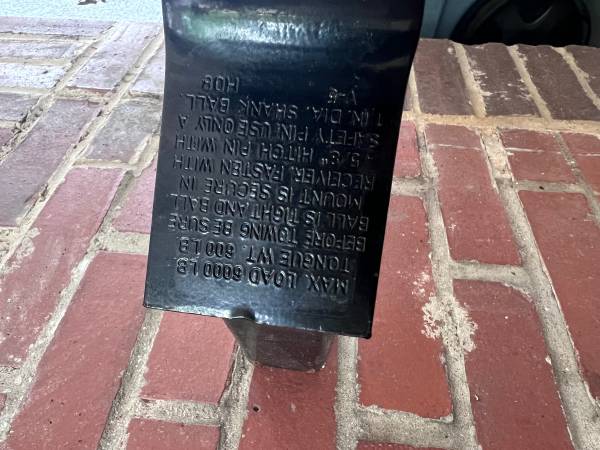 MAX. LOAD 6000 LB.
TONGUE WT. 600 LB.
BEFORE TOWING BE SURE
BALL IS TIGHT AND BALL
MOUNT IS SECURE IN
RECEIVER. FASTEN WITH
5/8" HITCH PIN WITH
SAFETY PIN. USE ONLY A
1 IN. DIA. SHANK BALL
V-5
HDB